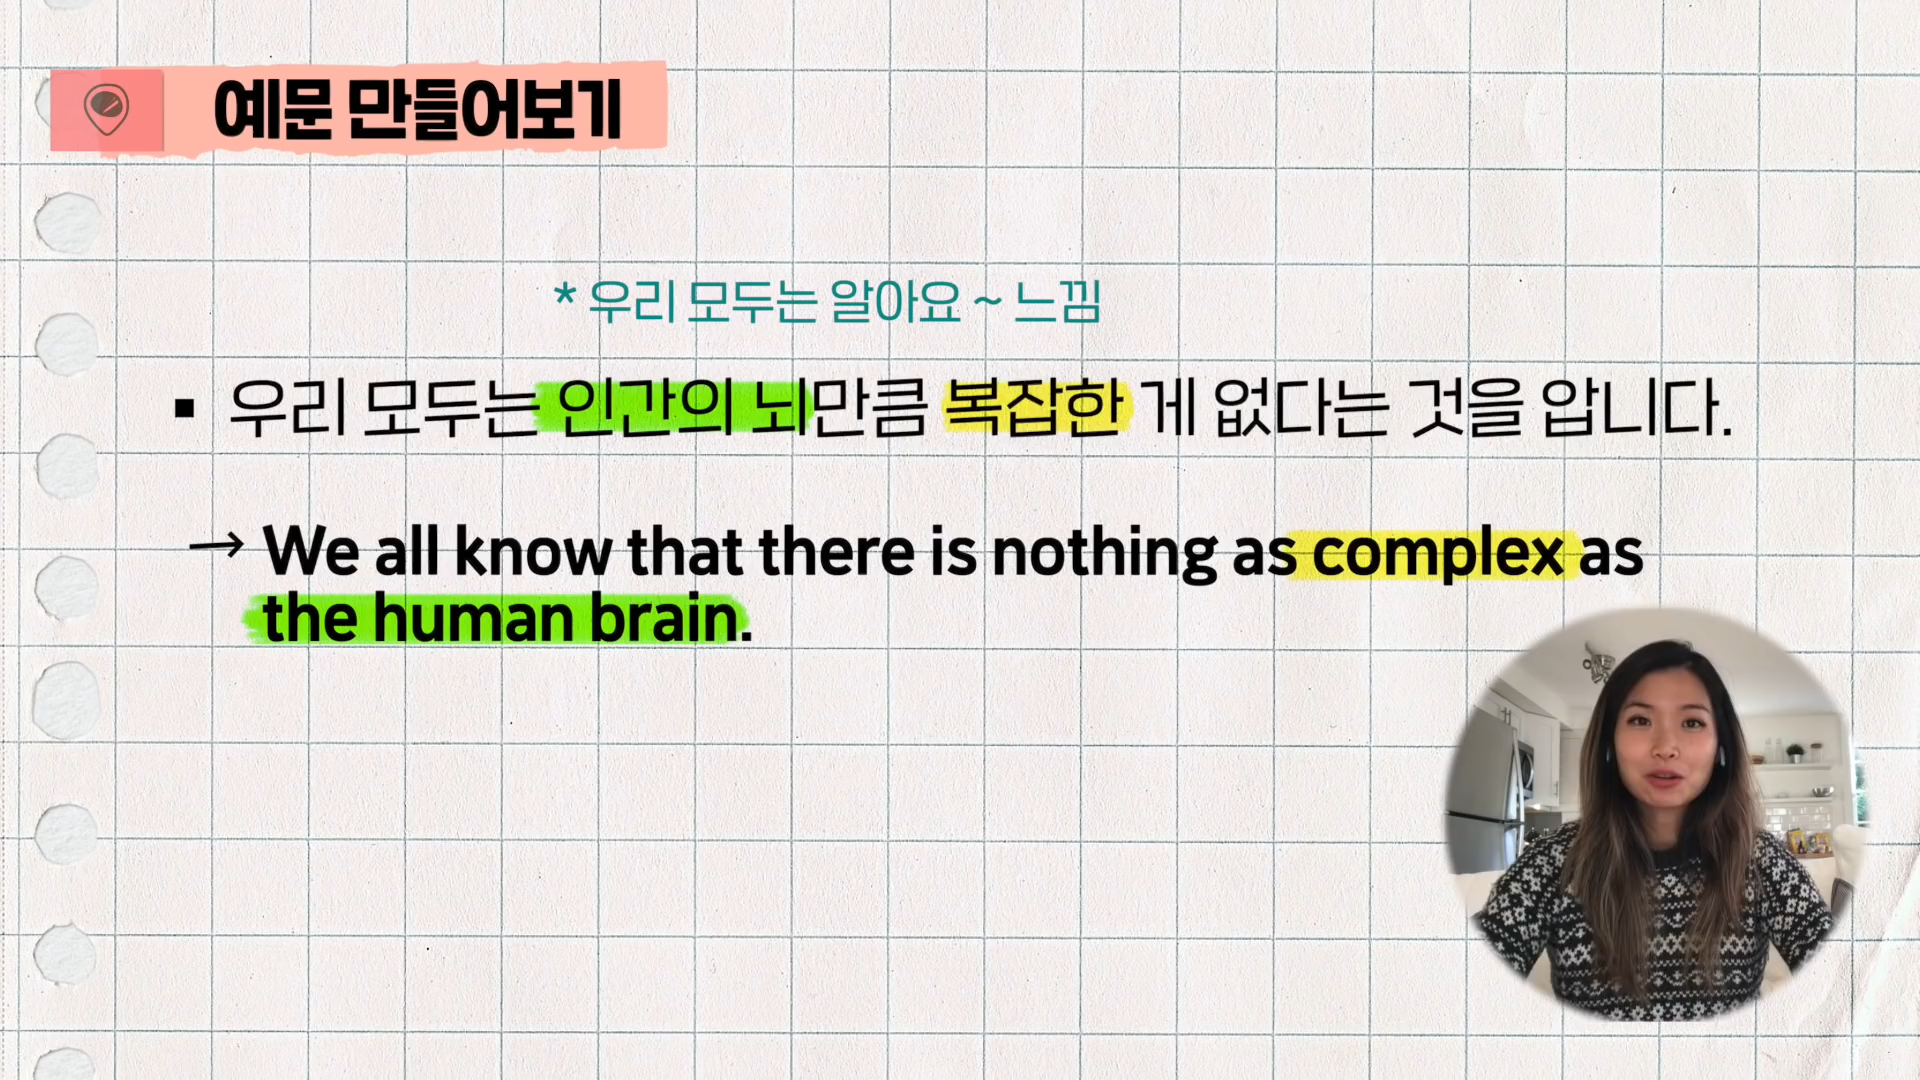 예문 만들어보기
* 우리 모두는 알아요 ~ 느낌
▪ 우리 모두는 인간의 뇌만큼 복잡한 게 없다는 것을 압니다.
→ We all know that there is nothing as complex as
the human brain.